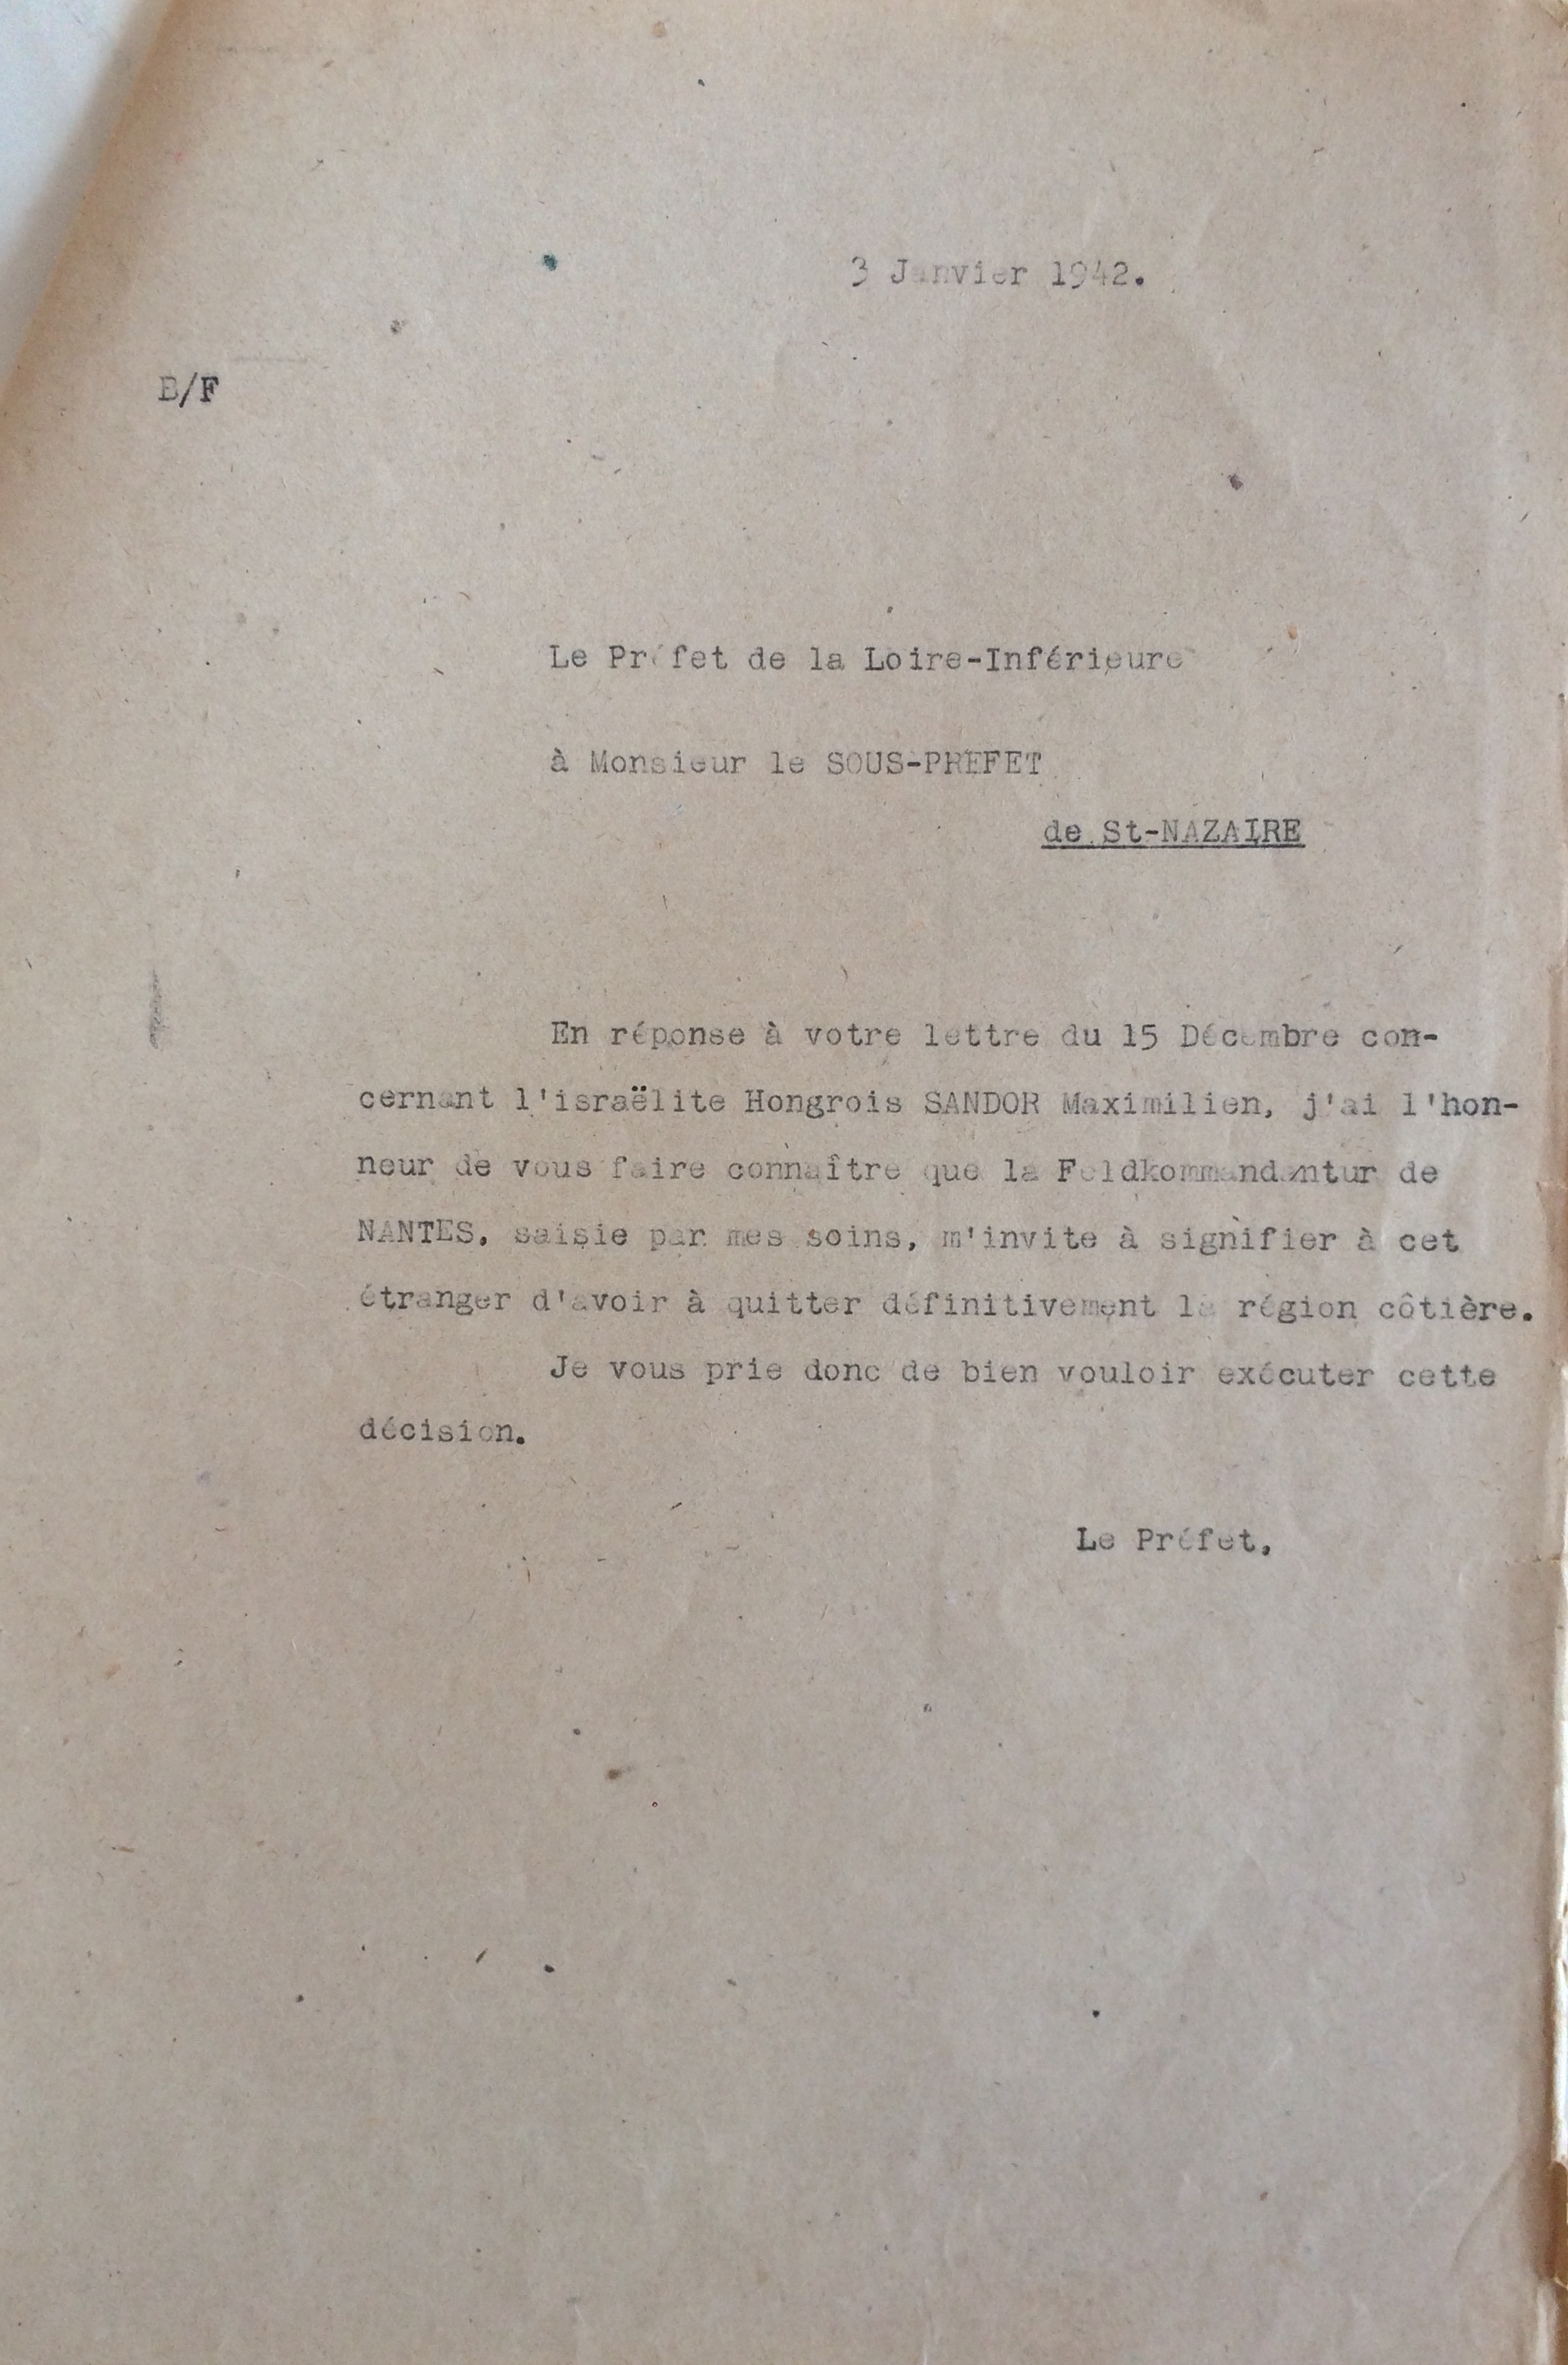 3 Janvier 1942.
B/F
Le Préfet de la Loire-Inférieure
à Monsieur le SOUS-PREFET
de St-NAZAIRE
En réponse à votre lettre du 15 Décembre con-
cernant l'israëlite Hongrois SANDOR Maximilien, j'ai l'hon-
neur de vous faire connaître que la Feldkommandantur de
NANTES, saisie par mes soins, m'invite à signifier à cet
étranger d'avoir à quitter définitivement la région côtière.
Je vous prie donc de bien vouloir exécuter cette
décision.
Le Préfet,